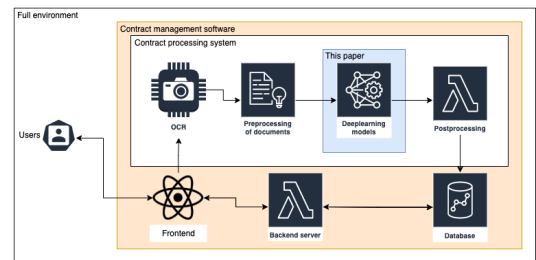 Full environment
Contract management software
Contract processing system
This paper
OCR
Preprocessing
of documents
Deeplearning
models
Postprocessing
Users
Frontend
Backend server
Database